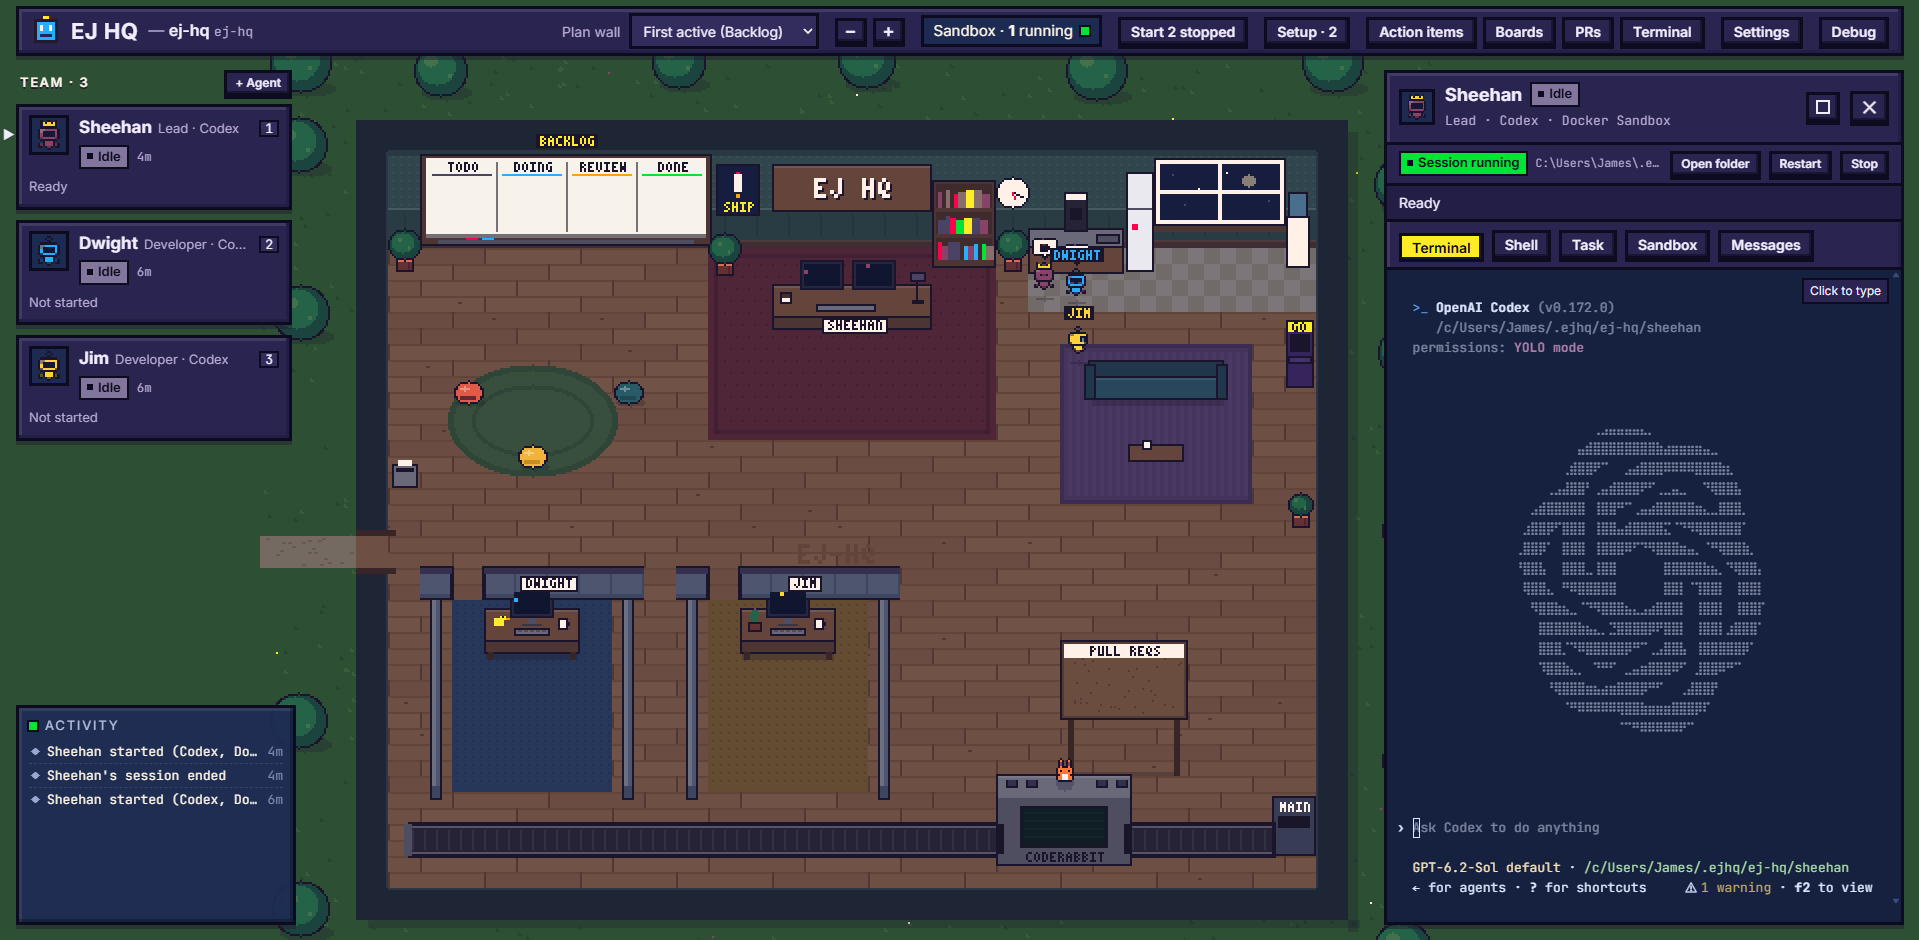 EJ HQ — ej-hq ej-hq
Plan wall First active (Backlog) − + Sandbox · 1 running Start 2 stopped Setup · 2 Action items Boards PRs Terminal Settings Debug
TEAM · 3 + Agent
Sheehan Lead · Codex 1
Idle 4m
Ready
Dwight Developer · Co... 2
Idle 6m
Not started
Jim Developer · Codex 3
Idle 6m
Not started
ACTIVITY
Sheehan started (Codex, Do… 4m
Sheehan's session ended 4m
Sheehan started (Codex, Do… 6m
BACKLOG
TODO DOING REVIEW DONE
SHIP
EJ HQ
DWIGHT
SHEEHAN
JIM
GO
EJ-HQ
DWIGHT
JIM
PULL REQS
MAIN
CODERABBIT
Sheehan Idle
Lead · Codex · Docker Sandbox
Session running C:\Users\James\.e… Open folder Restart Stop
Ready
Terminal Shell Task Sandbox Messages
Click to type
>_ OpenAI Codex (v0.172.0)
/c/Users/James/.ejhq/ej-hq/sheehan
permissions: YOLO mode
› Ask Codex to do anything
GPT-6.2-Sol default · /c/Users/James/.ejhq/ej-hq/sheehan
← for agents · ? for shortcuts ⚠ 1 warning · f2 to view